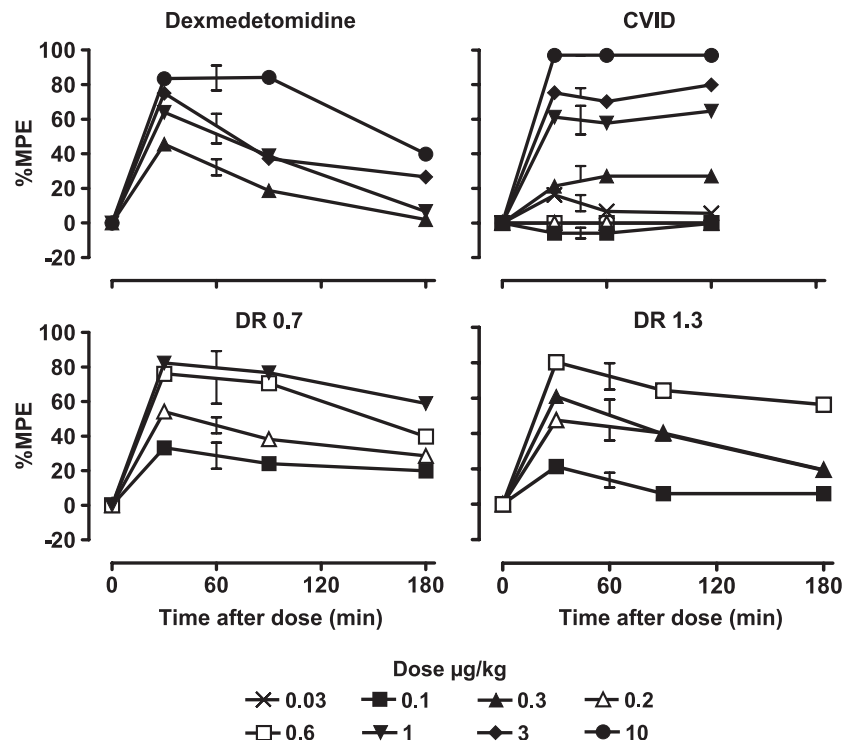 Dexmedetomidine
CVID
100
80
60
40
20
0
-20
%MPE
DR 0.7
DR 1.3
100
80
60
40
20
0
-20
%MPE
0 60 120 180
0 60 120 180
Time after dose (min)
Time after dose (min)
Dose µg/kg
0.03 0.1 0.3 0.2
0.6 1 3 10